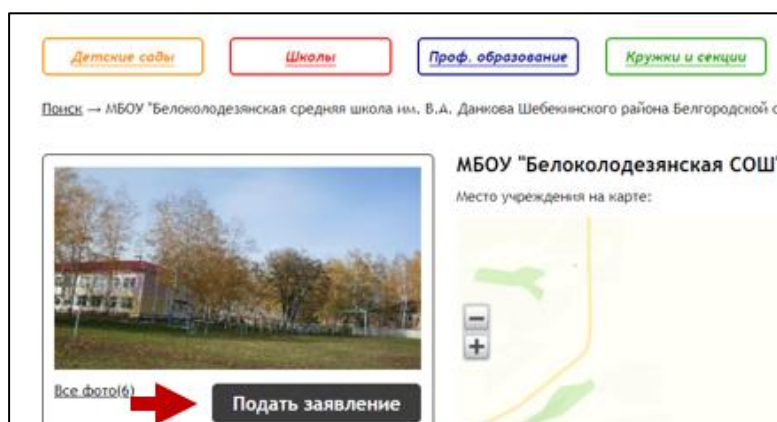 Детские сады
Школы
Проф. образование
Кружки и секции
Поиск → МБОУ "Белоколодезянская средняя школа им. В.А. Данкова Шебекинского района Белгородской
МБОУ "Белоколодезянская СОШ"
Место учреждения на карте:
Все фото(6)
Подать заявление